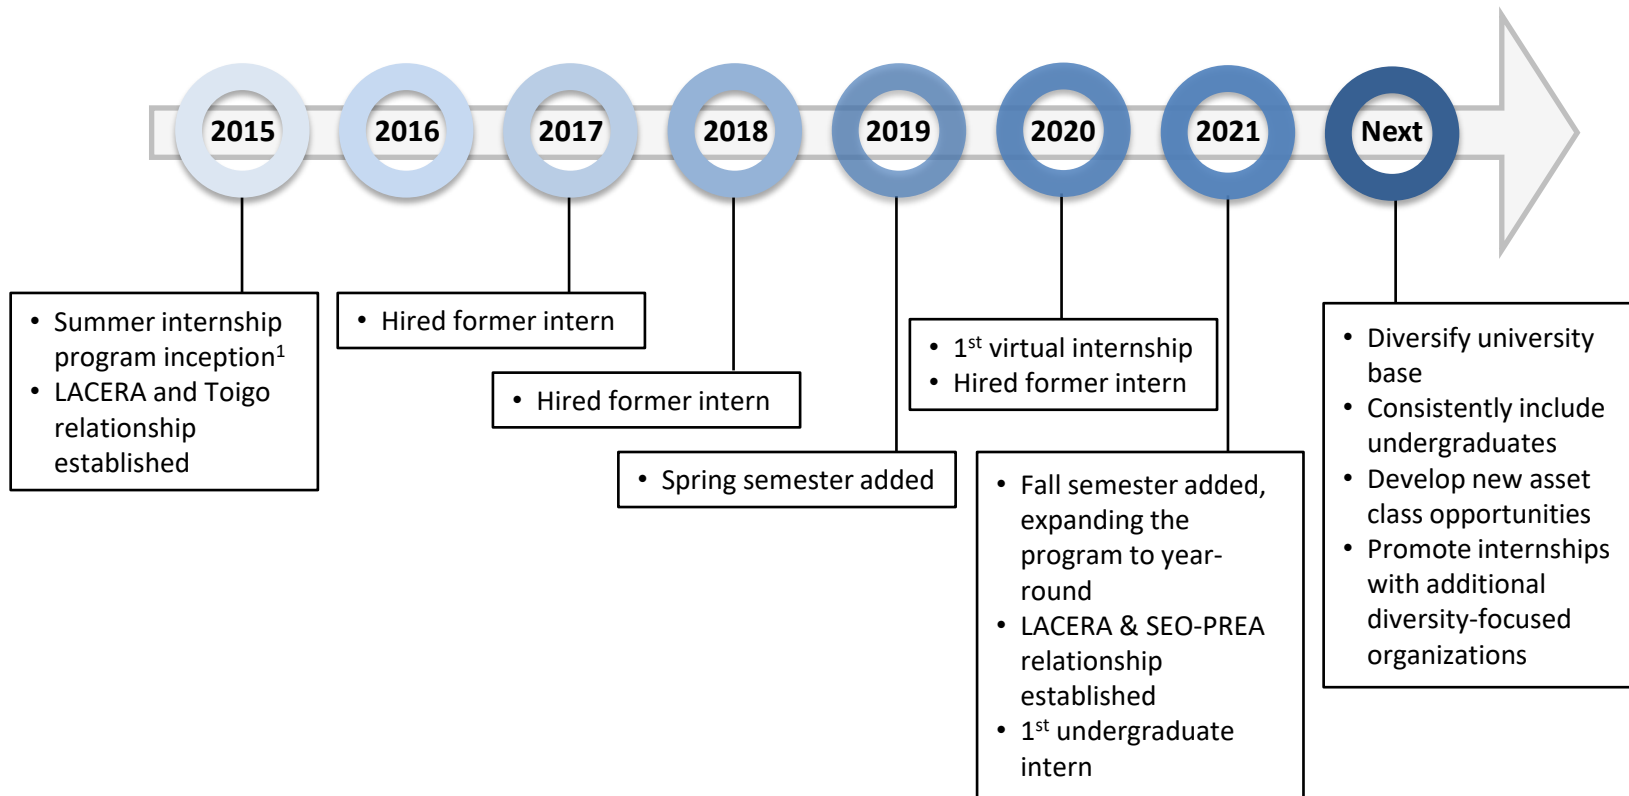 2015
2016
2017
2018
2019
2020
2021
Next
• Summer internship
program inception¹
• LACERA and Toigo
relationship
established
• Hired former intern
• Hired former intern
• Spring semester added
• 1st virtual internship
• Hired former intern
• Fall semester added,
expanding the
program to year-
round
• LACERA & SEO-PREA
relationship
established
• 1st undergraduate
intern
• Diversify university
base
• Consistently include
undergraduates
• Develop new asset
class opportunities
• Promote internships
with additional
diversity-focused
organizations